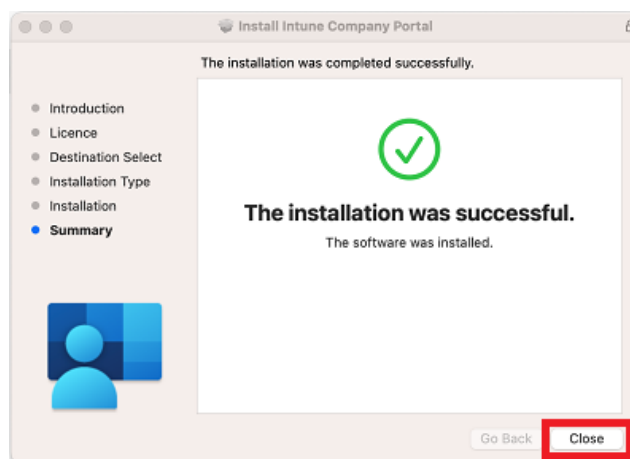 Install Intune Company Portal
The installation was completed successfully.
Introduction
Licence
Destination Select
Installation Type
Installation
Summary
The installation was successful.
The software was installed.
Go Back
Close